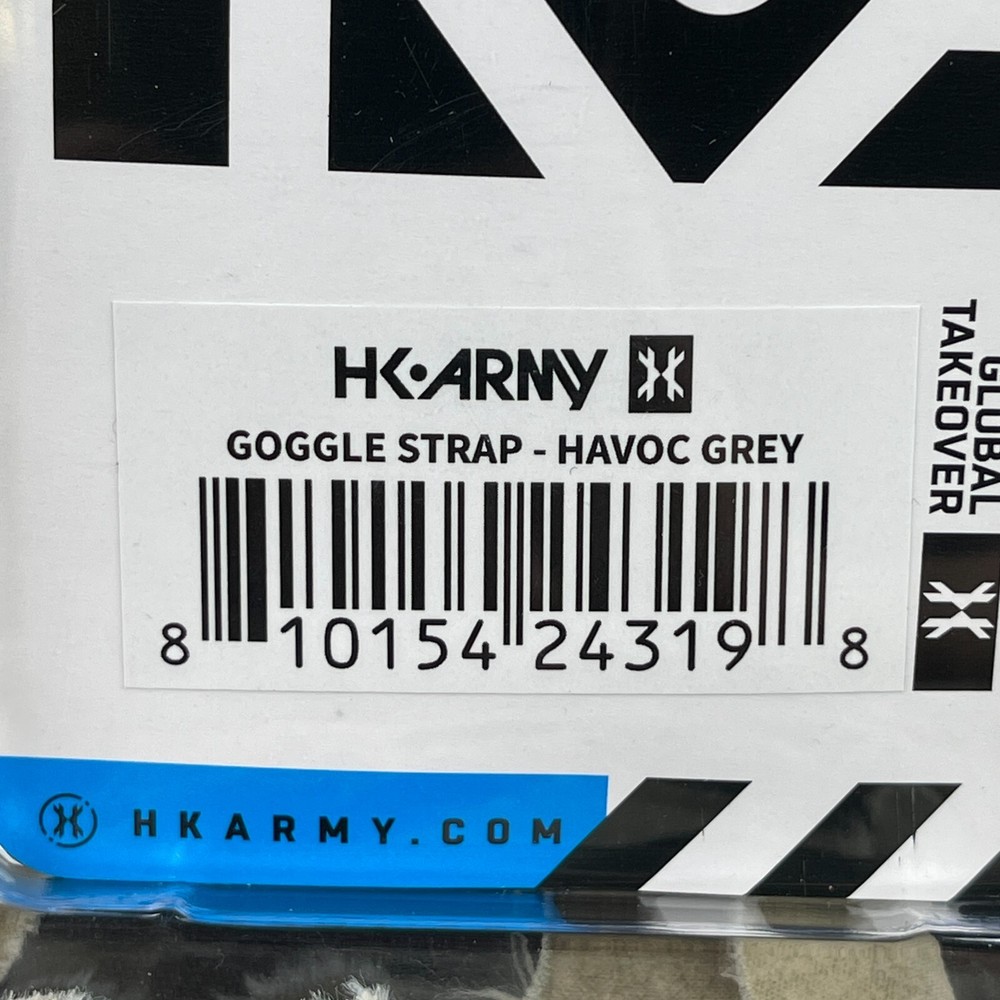 HK ARMY
GOGGLE STRAP - HAVOC GREY
8 10154 24319 8
GLOBAL
TAKEOVER
HKARMY.COM